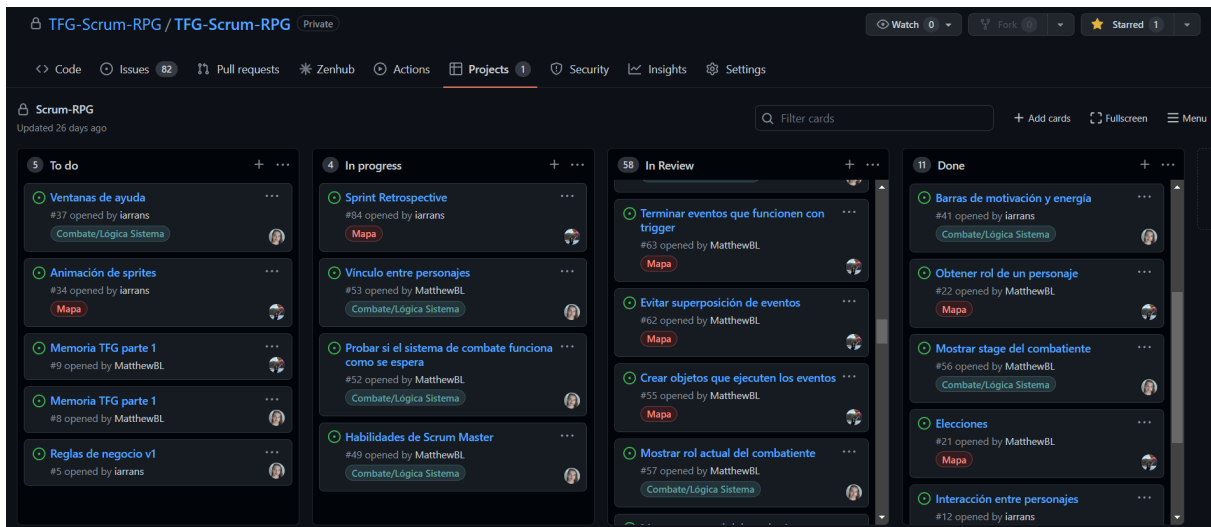 TFG-Scrum-RPG / TFG-Scrum-RPG Private
Watch 0
Fork 0
Starred 1
Code
Issues 82
Pull requests
Zenhub
Actions
Projects 1
Security
Insights
Settings
Scrum-RPG
Updated 26 days ago
Filter cards
+ Add cards
Fullscreen
Menu
5 To do
Ventanas de ayuda
#37 opened by iarrans
Combate/Lógica Sistema
Animación de sprites
#34 opened by iarrans
Mapa
Memoria TFG parte 1
#9 opened by MatthewBL
Memoria TFG parte 1
#8 opened by MatthewBL
Reglas de negocio v1
#5 opened by iarrans
4 In progress
Sprint Retrospective
#84 opened by iarrans
Mapa
Vínculo entre personajes
#53 opened by MatthewBL
Combate/Lógica Sistema
Probar si el sistema de combate funciona
como se espera
#52 opened by MatthewBL
Combate/Lógica Sistema
Habilidades de Scrum Master
#49 opened by MatthewBL
Combate/Lógica Sistema
58 In Review
Terminar eventos que funcionen con
trigger
#63 opened by MatthewBL
Mapa
Evitar superposición de eventos
#62 opened by MatthewBL
Mapa
Crear objetos que ejecuten los eventos
#55 opened by MatthewBL
Mapa
Mostrar rol actual del combatiente
#57 opened by MatthewBL
Combate/Lógica Sistema
11 Done
Barras de motivación y energía
#41 opened by iarrans
Combate/Lógica Sistema
Obtener rol de un personaje
#22 opened by MatthewBL
Mapa
Mostrar stage del combatiente
#56 opened by MatthewBL
Combate/Lógica Sistema
Elecciones
#21 opened by MatthewBL
Mapa
Interacción entre personajes
#12 opened by iarrans